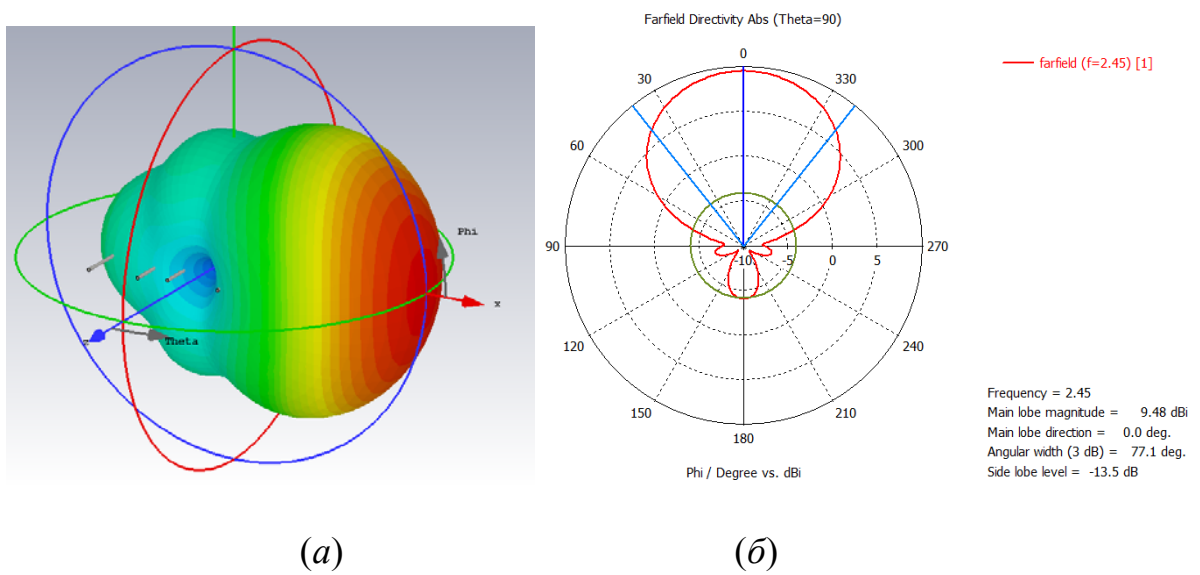 Phi
x
z
Theta
Farfield Directivity Abs (Theta=90)
farfield (f=2.45) [1]
0
30
330
60
300
90
-10
-5
0
5
270
120
240
150
210
180
Phi / Degree vs. dBi
Frequency = 2.45
Main lobe magnitude = 9.48 dBi
Main lobe direction = 0.0 deg.
Angular width (3 dB) = 77.1 deg.
Side lobe level = -13.5 dB
(а)
(б)